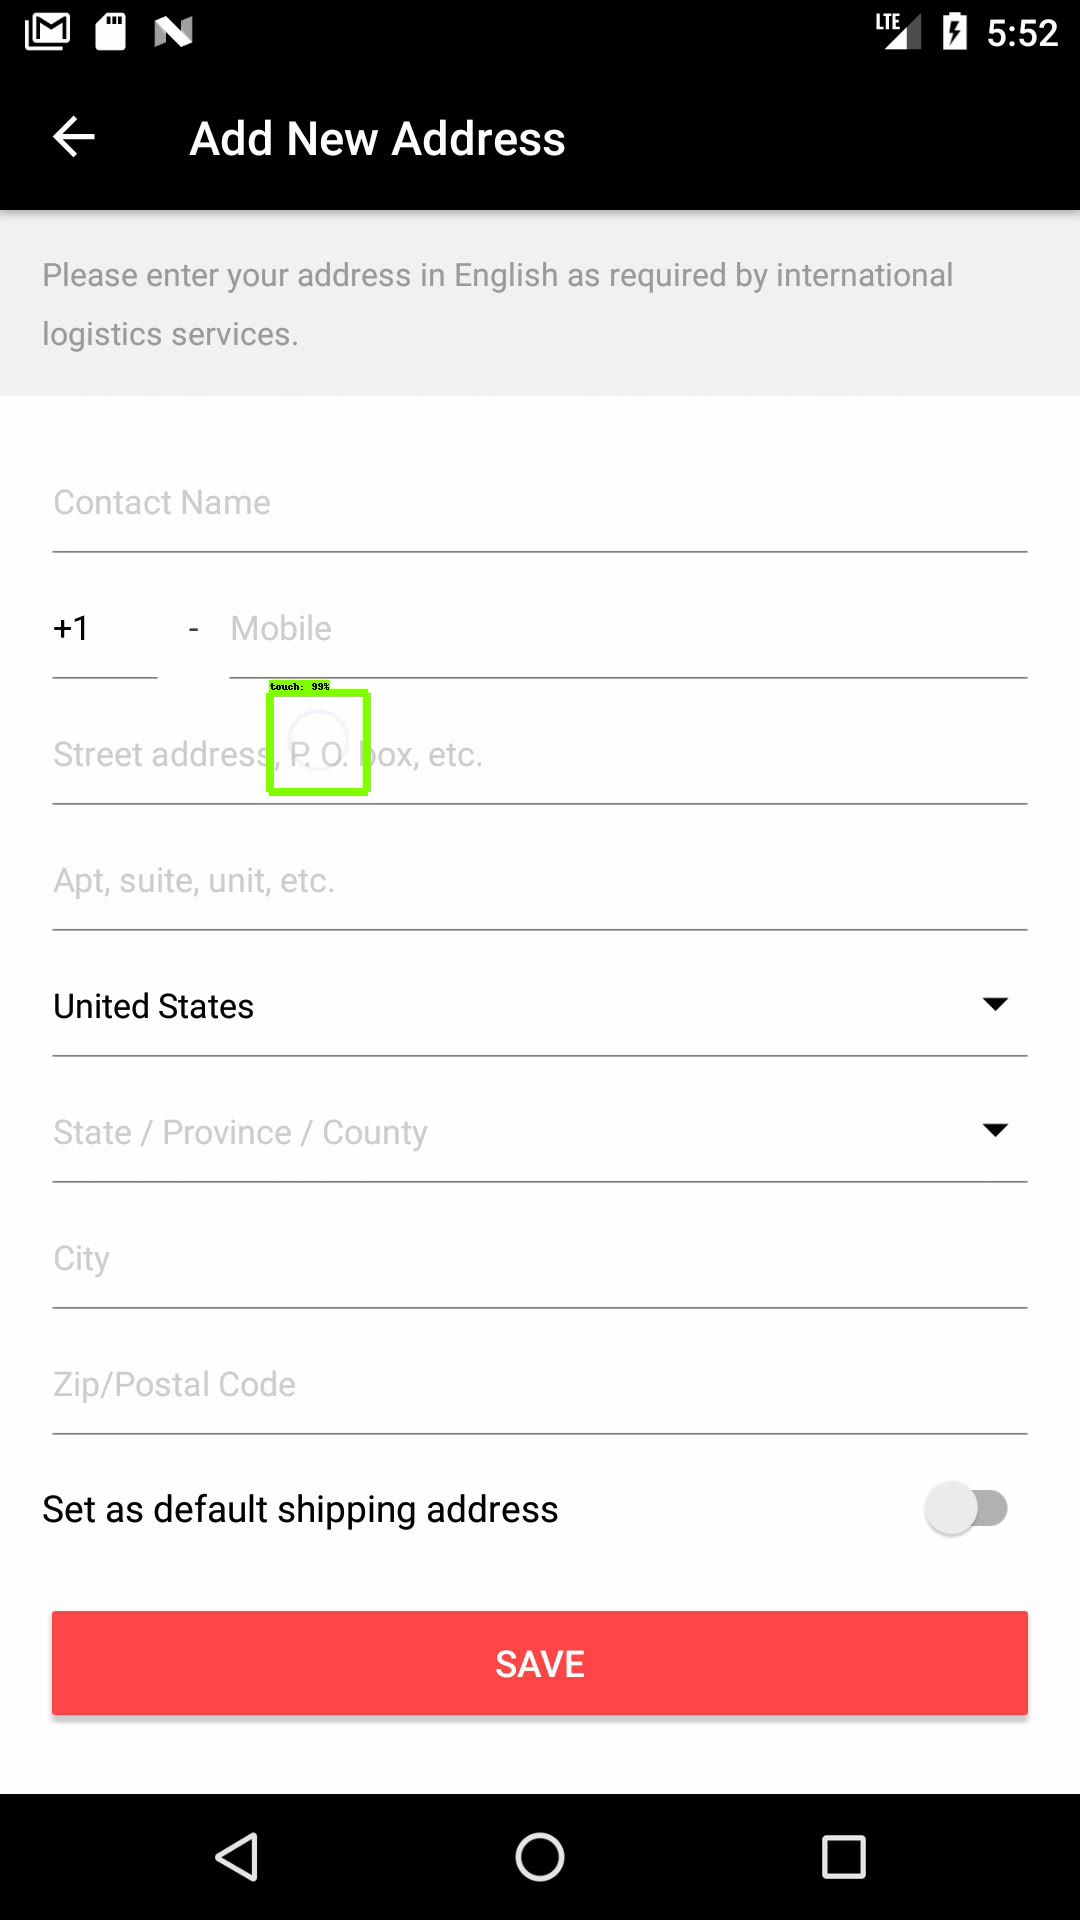 LTE 5:52
Add New Address
Please enter your address in English as required by international
logistics services.
Contact Name
+1 - Mobile
touch: 99%
Street address, P. O. box, etc.
Apt, suite, unit, etc.
United States
State / Province / County
City
Zip/Postal Code
Set as default shipping address
SAVE